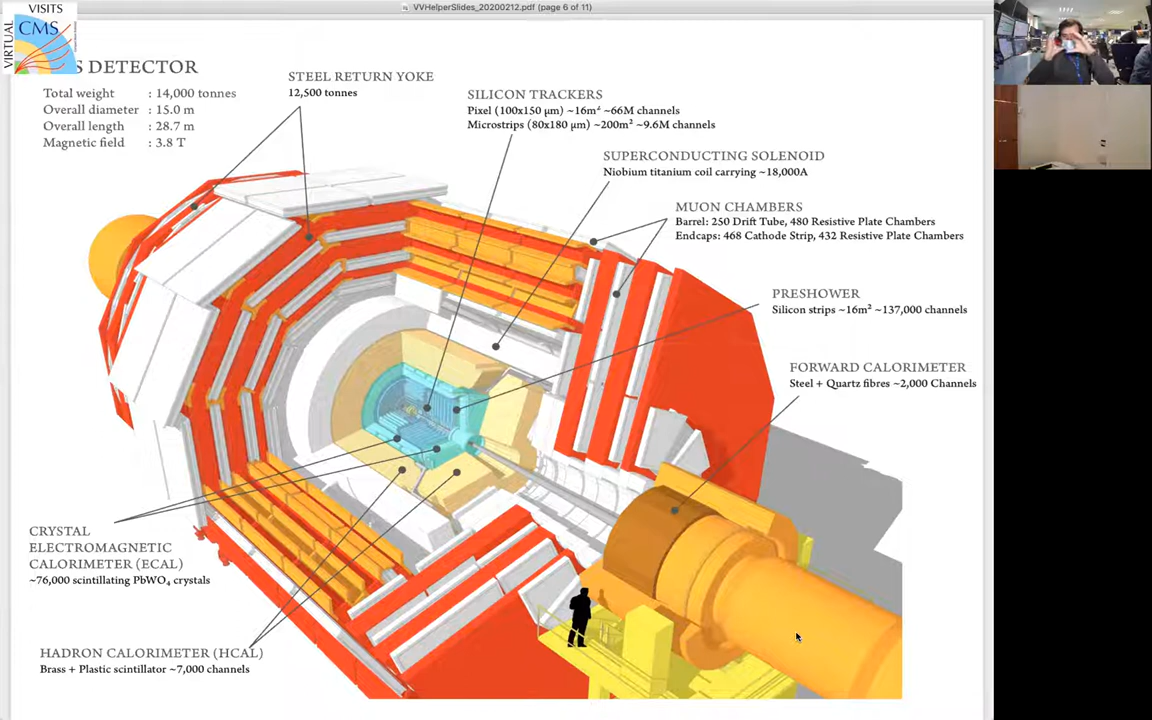 VVHelperSlides_20200212.pdf (page 6 of 11)
VIRTUAL
VISITS
CMS
S DETECTOR
Total weight : 14,000 tonnes
Overall diameter : 15.0 m
Overall length : 28.7 m
Magnetic field : 3.8 T
STEEL RETURN YOKE
12,500 tonnes
SILICON TRACKERS
Pixel (100x150 μm) ~16m² ~66M channels
Microstrips (80x180 μm) ~200m² ~9.6M channels
SUPERCONDUCTING SOLENOID
Niobium titanium coil carrying ~18,000A
MUON CHAMBERS
Barrel: 250 Drift Tube, 480 Resistive Plate Chambers
Endcaps: 468 Cathode Strip, 432 Resistive Plate Chambers
PRESHOWER
Silicon strips ~16m² ~137,000 channels
FORWARD CALORIMETER
Steel + Quartz fibres ~2,000 Channels
CRYSTAL
ELECTROMAGNETIC
CALORIMETER (ECAL)
~76,000 scintillating PbWO₄ crystals
HADRON CALORIMETER (HCAL)
Brass + Plastic scintillator ~7,000 channels